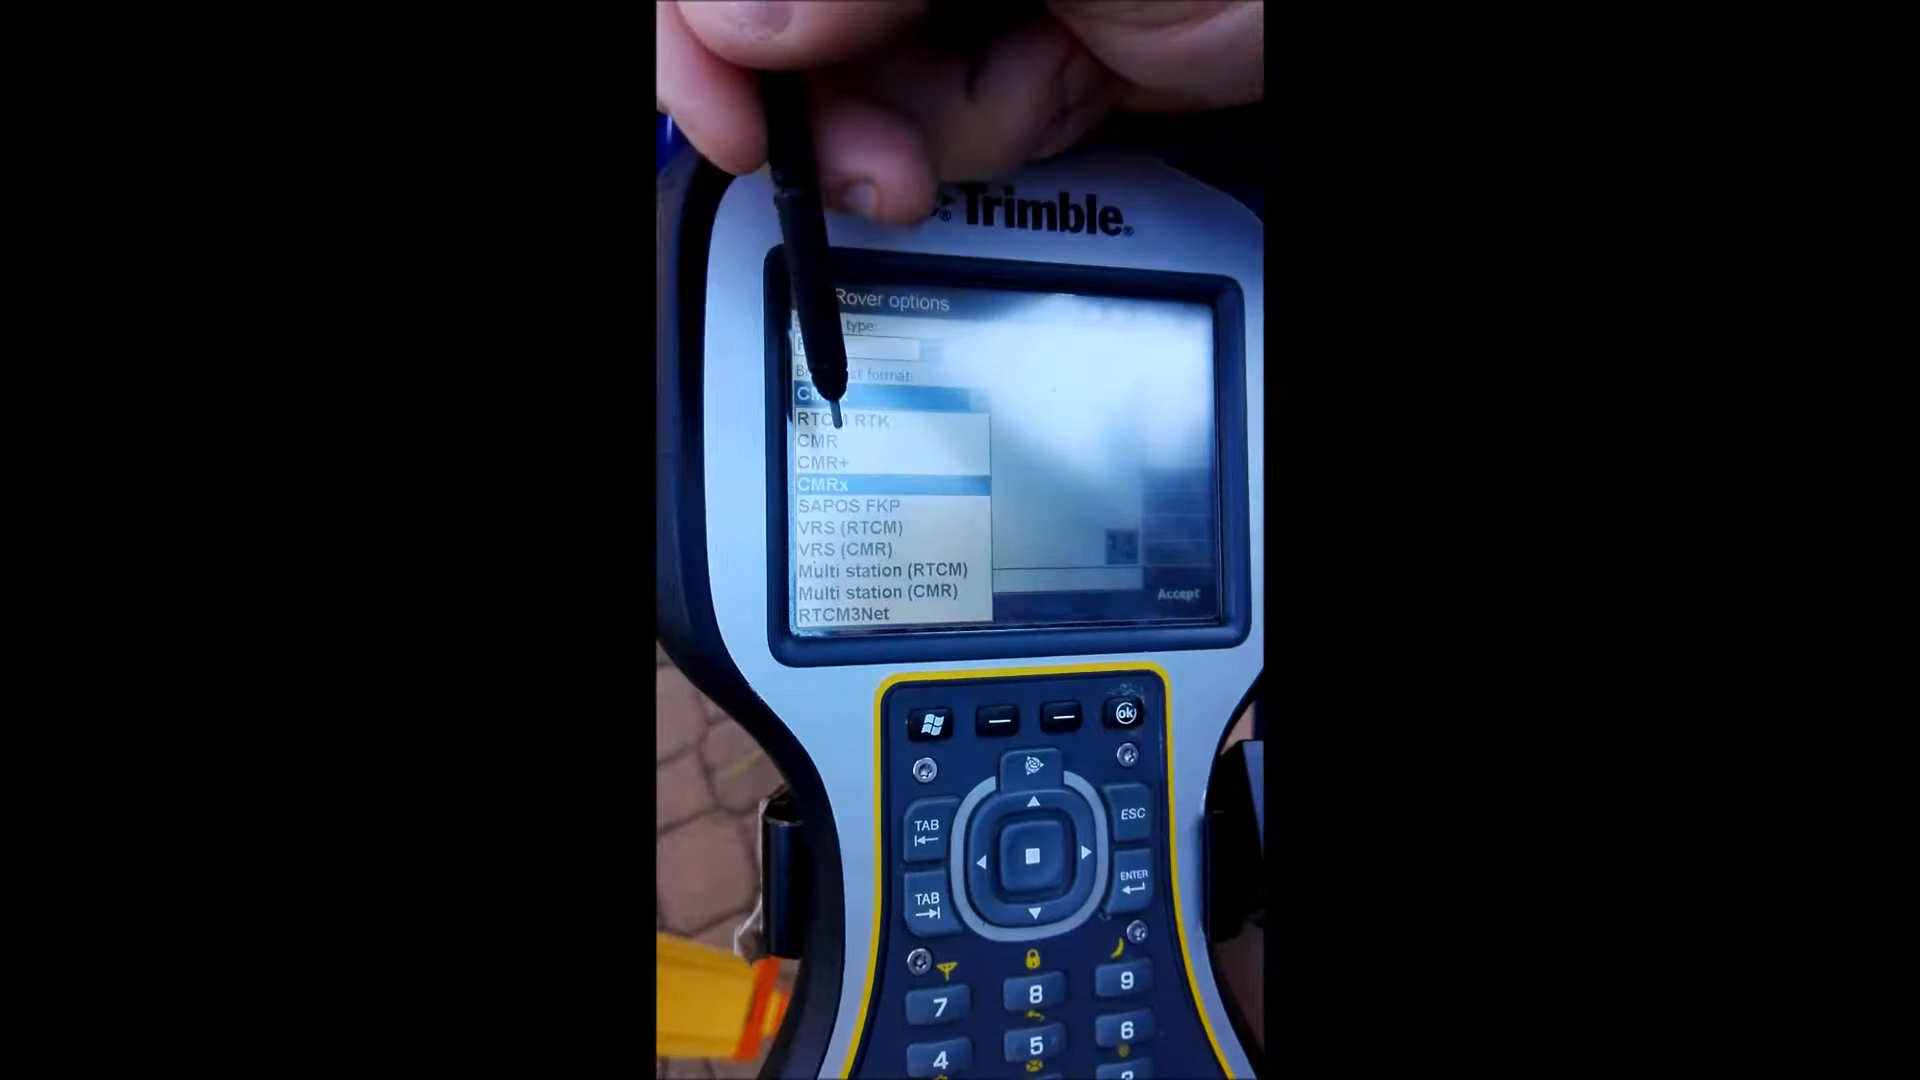 Trimble®
Rover options
type:
format:
RTCM RTK
CMR
CMR+
CMRx
SAPOS FKP
VRS (RTCM)
VRS (CMR)
Multi station (RTCM)
Multi station (CMR)
RTCM3Net
Accept
ok
TAB
ESC
TAB
ENTER
7
8
9
4
5
6